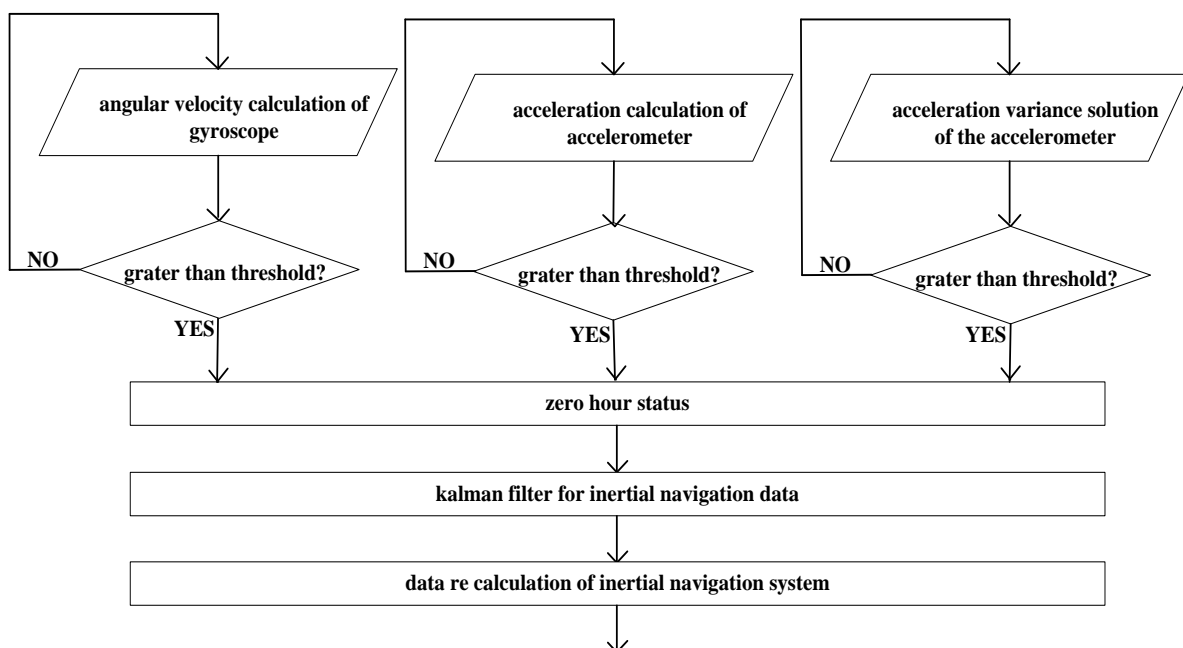 angular velocity calculation of
gyroscope
acceleration calculation of
accelerometer
acceleration variance solution
of the accelerometer
NO
grater than threshold?
YES
NO
grater than threshold?
YES
NO
grater than threshold?
YES
zero hour status
kalman filter for inertial navigation data
data re calculation of inertial navigation system